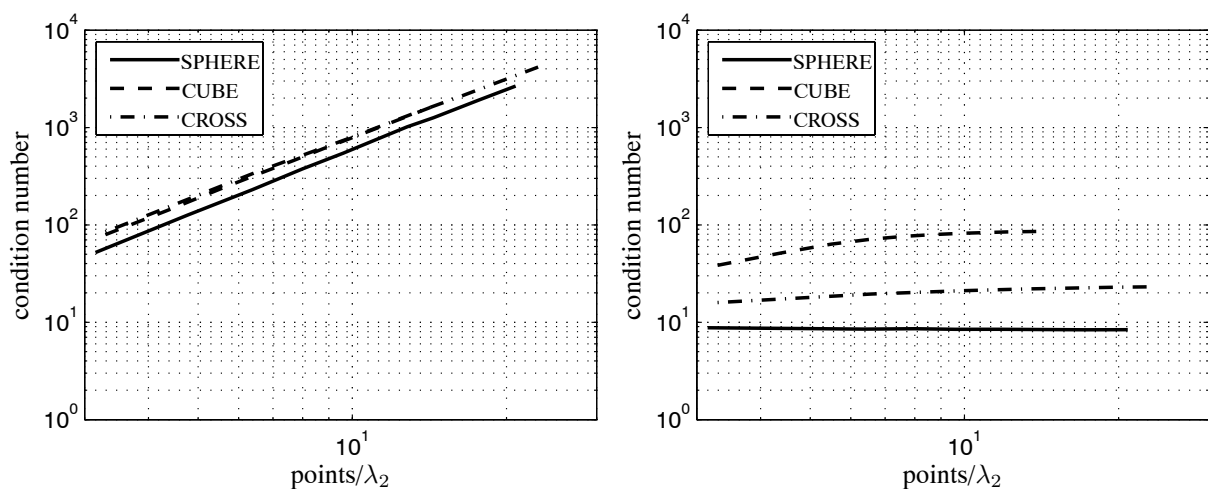 10^4
SPHERE
CUBE
CROSS
10^3
10^2
10^1
10^0
condition number
10^1
points/λ₂
10^4
SPHERE
CUBE
CROSS
10^3
10^2
10^1
10^0
condition number
10^1
points/λ₂